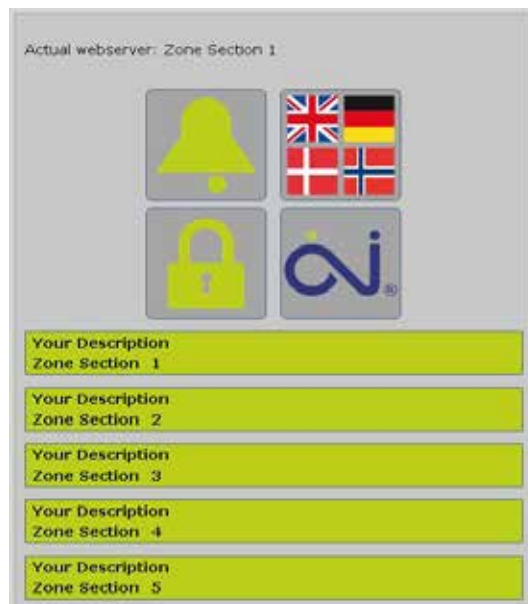 Actual webserver: Zone Section 1
OJ®
Your Description
Zone Section 1
Your Description
Zone Section 2
Your Description
Zone Section 3
Your Description
Zone Section 4
Your Description
Zone Section 5